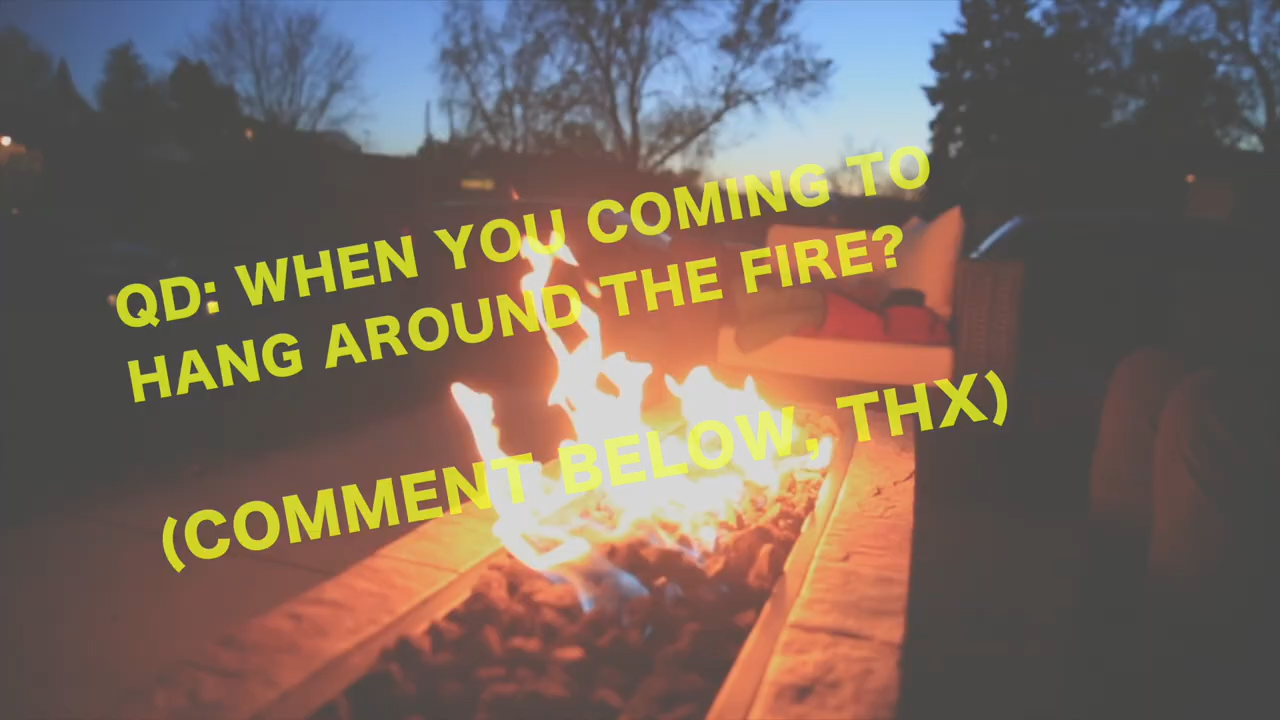 QD: WHEN YOU COMING TO
HANG AROUND THE FIRE?
(COMMENT BELOW, THX)